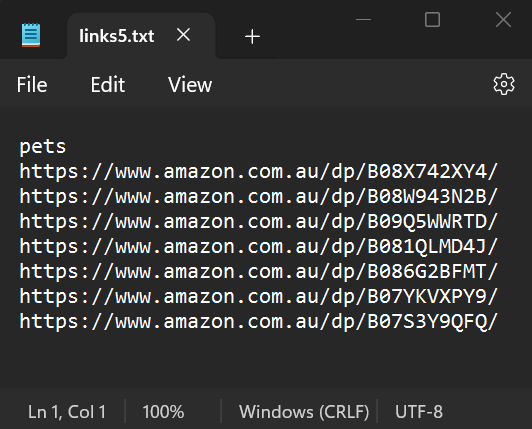 links5.txt
File Edit View
pets
https://www.amazon.com.au/dp/B08X742XY4/
https://www.amazon.com.au/dp/B08W943N2B/
https://www.amazon.com.au/dp/B09Q5WWRTD/
https://www.amazon.com.au/dp/B081QLMD4J/
https://www.amazon.com.au/dp/B086G2BFMT/
https://www.amazon.com.au/dp/B07YKVXPY9/
https://www.amazon.com.au/dp/B07S3Y9QFQ/
Ln 1, Col 1 100% Windows (CRLF) UTF-8